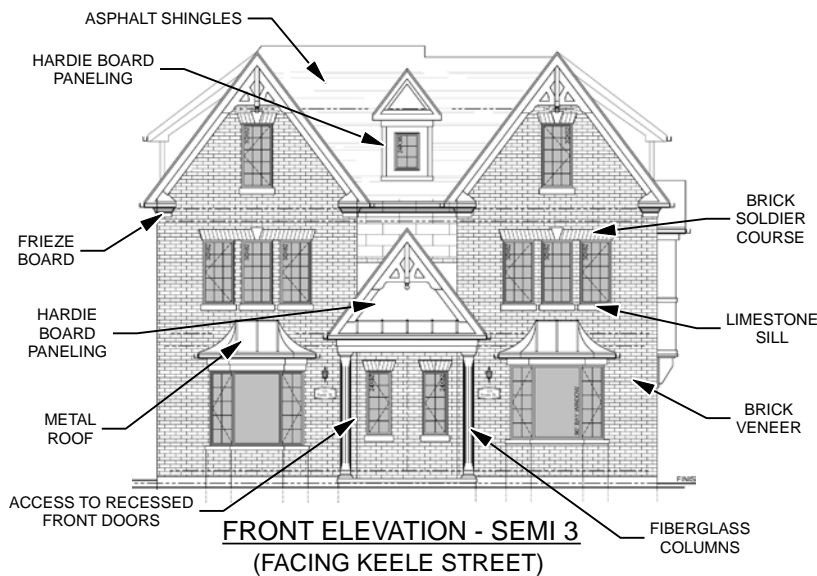 ASPHALT SHINGLES
HARDIE BOARD
PANELING
BRICK
SOLDIER
COURSE
FRIEZE
BOARD
HARDIE
BOARD
PANELING
LIMESTONE
SILL
METAL
ROOF
BRICK
VENEER
FINIS
ACCESS TO RECESSED
FRONT DOORS
FIBERGLASS
COLUMNS
FRONT ELEVATION - SEMI 3
(FACING KEELE STREET)